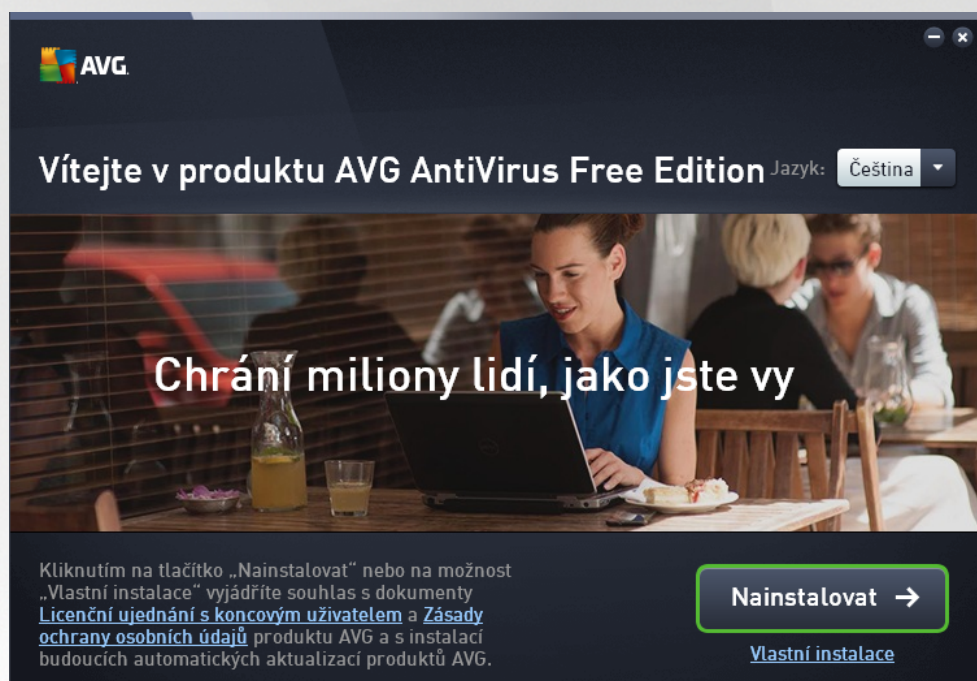 AVG
Vítejte v produktu AVG AntiVirus Free Edition
Jazyk: Čeština
Chrání miliony lidí, jako jste vy
Kliknutím na tlačítko „Nainstalovat“ nebo na možnost
„Vlastní instalace“ vyjádříte souhlas s dokumenty
Licenční ujednání s koncovým uživatelem a Zásady
ochrany osobních údajů produktu AVG a s instalací
budoucích automatických aktualizací produktů AVG.
Nainstalovat →
Vlastní instalace